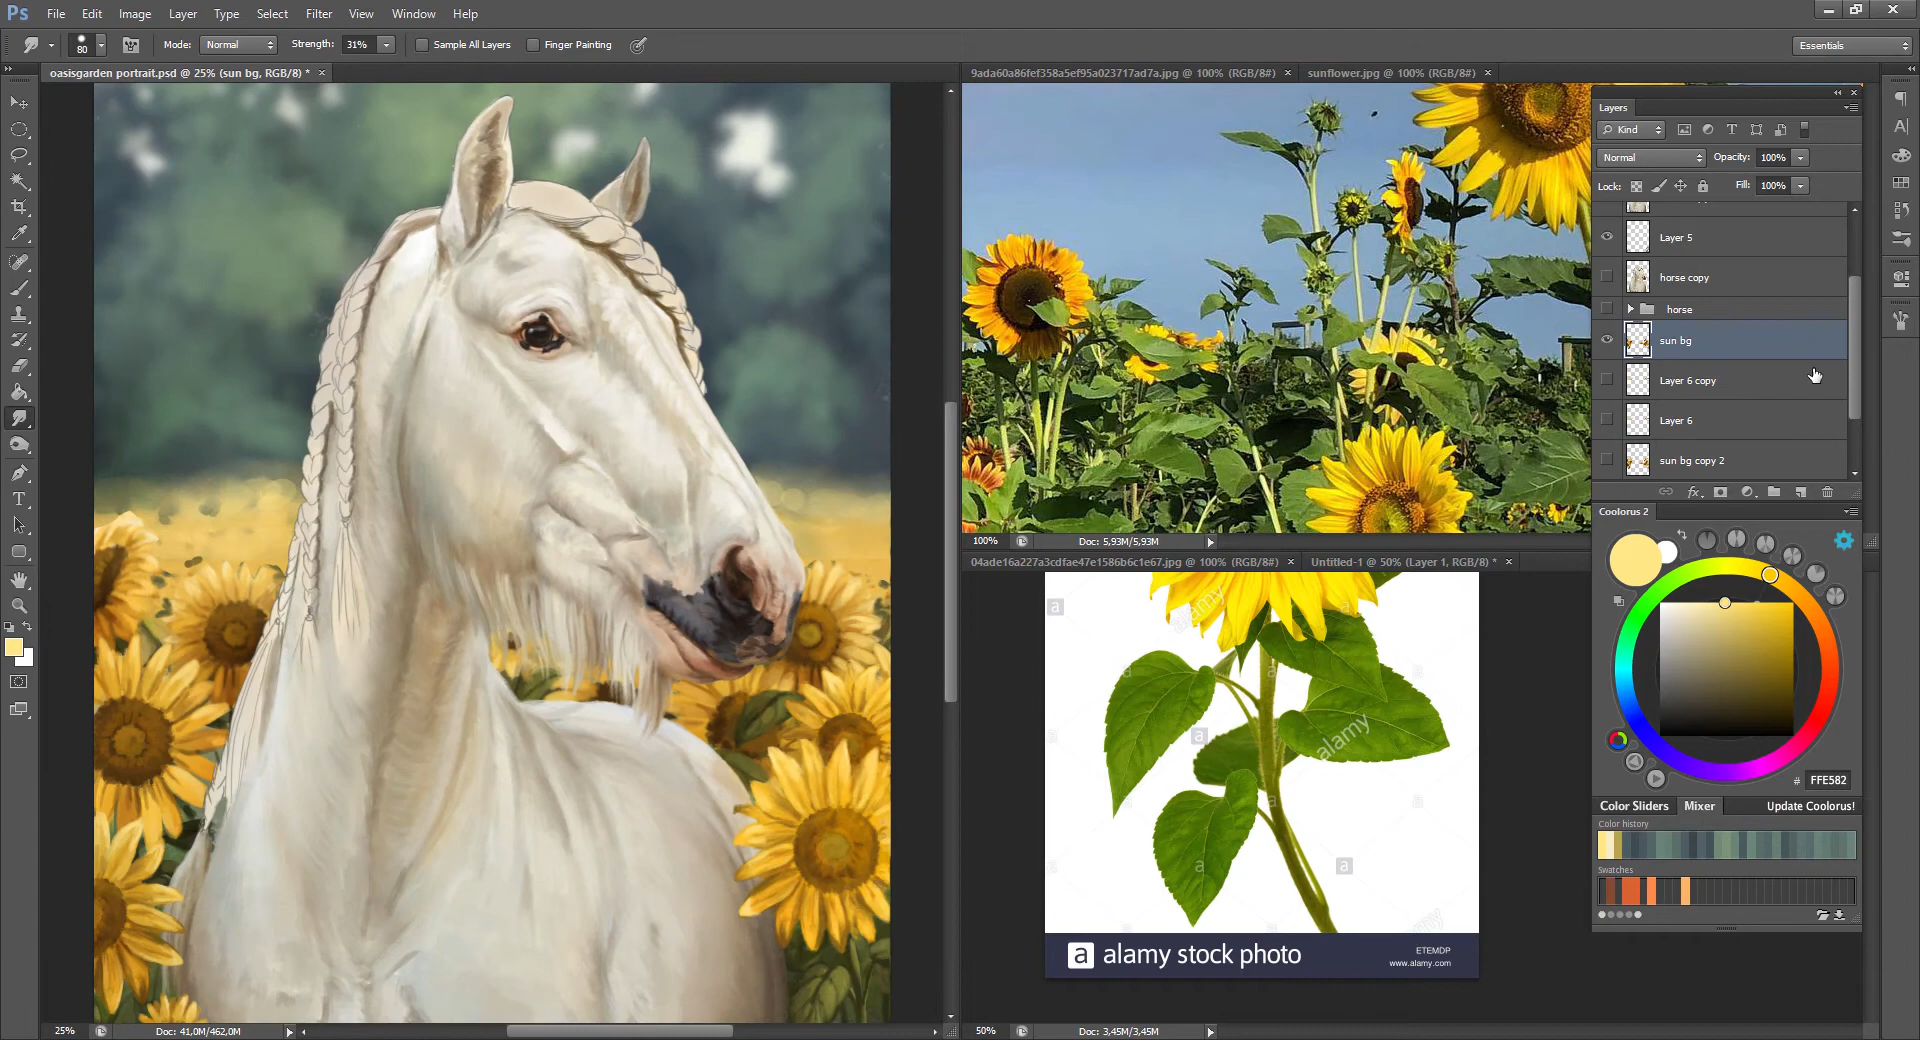 Ps File Edit Image Layer Type Select Filter View Window Help
80 Mode: Normal Strength: 31% Sample All Layers Finger Painting Essentials
oasisgarden portrait.psd @ 25% (sun bg, RGB/8) *
9ada60a86fef358a5ef95a023717ad7a.jpg @ 100% (RGB/8#)
sunflower.jpg @ 100% (RGB/8*)
Layers
Kind
Normal Opacity: 100%
Lock: Fill: 100%
Layer 5
horse copy
horse
sun bg
Layer 6 copy
Layer 6
sun bg copy 2
fx
Coolorus 2
100% Doc: 5,93M/5,93M
04ade16a227a3cdfae47e1586b6c1e67.jpg @ 100% (RGB/8#)
Untitled-1 @ 50% (Layer 1, RGB/8) *
a
alamy
a
alamy
a
a
a alamy stock photo
ETEMDP
www.alamy.com
# FFE582
Color Sliders Mixer Update Coolorus!
Color history
Swatches
25% Doc: 41,0M/462,0M
50% Doc: 3,45M/3,45M